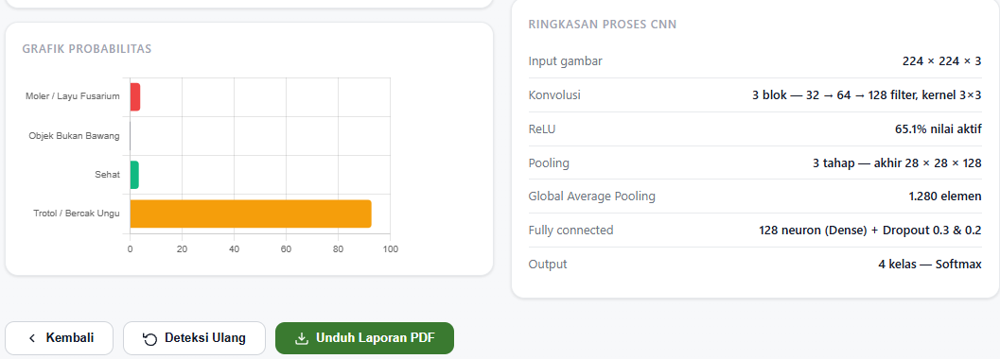 GRAFIK PROBABILITAS
Moler / Layu Fusarium
Objek Bukan Bawang
Sehat
Trotol / Bercak Ungu
0 20 40 60 80 100
RINGKASAN PROSES CNN
Input gambar 224 × 224 × 3
Konvolusi 3 blok — 32 → 64 → 128 filter, kernel 3×3
ReLU 65.1% nilai aktif
Pooling 3 tahap — akhir 28 × 28 × 128
Global Average Pooling 1.280 elemen
Fully connected 128 neuron (Dense) + Dropout 0.3 & 0.2
Output 4 kelas — Softmax
Kembali Deteksi Ulang Unduh Laporan PDF